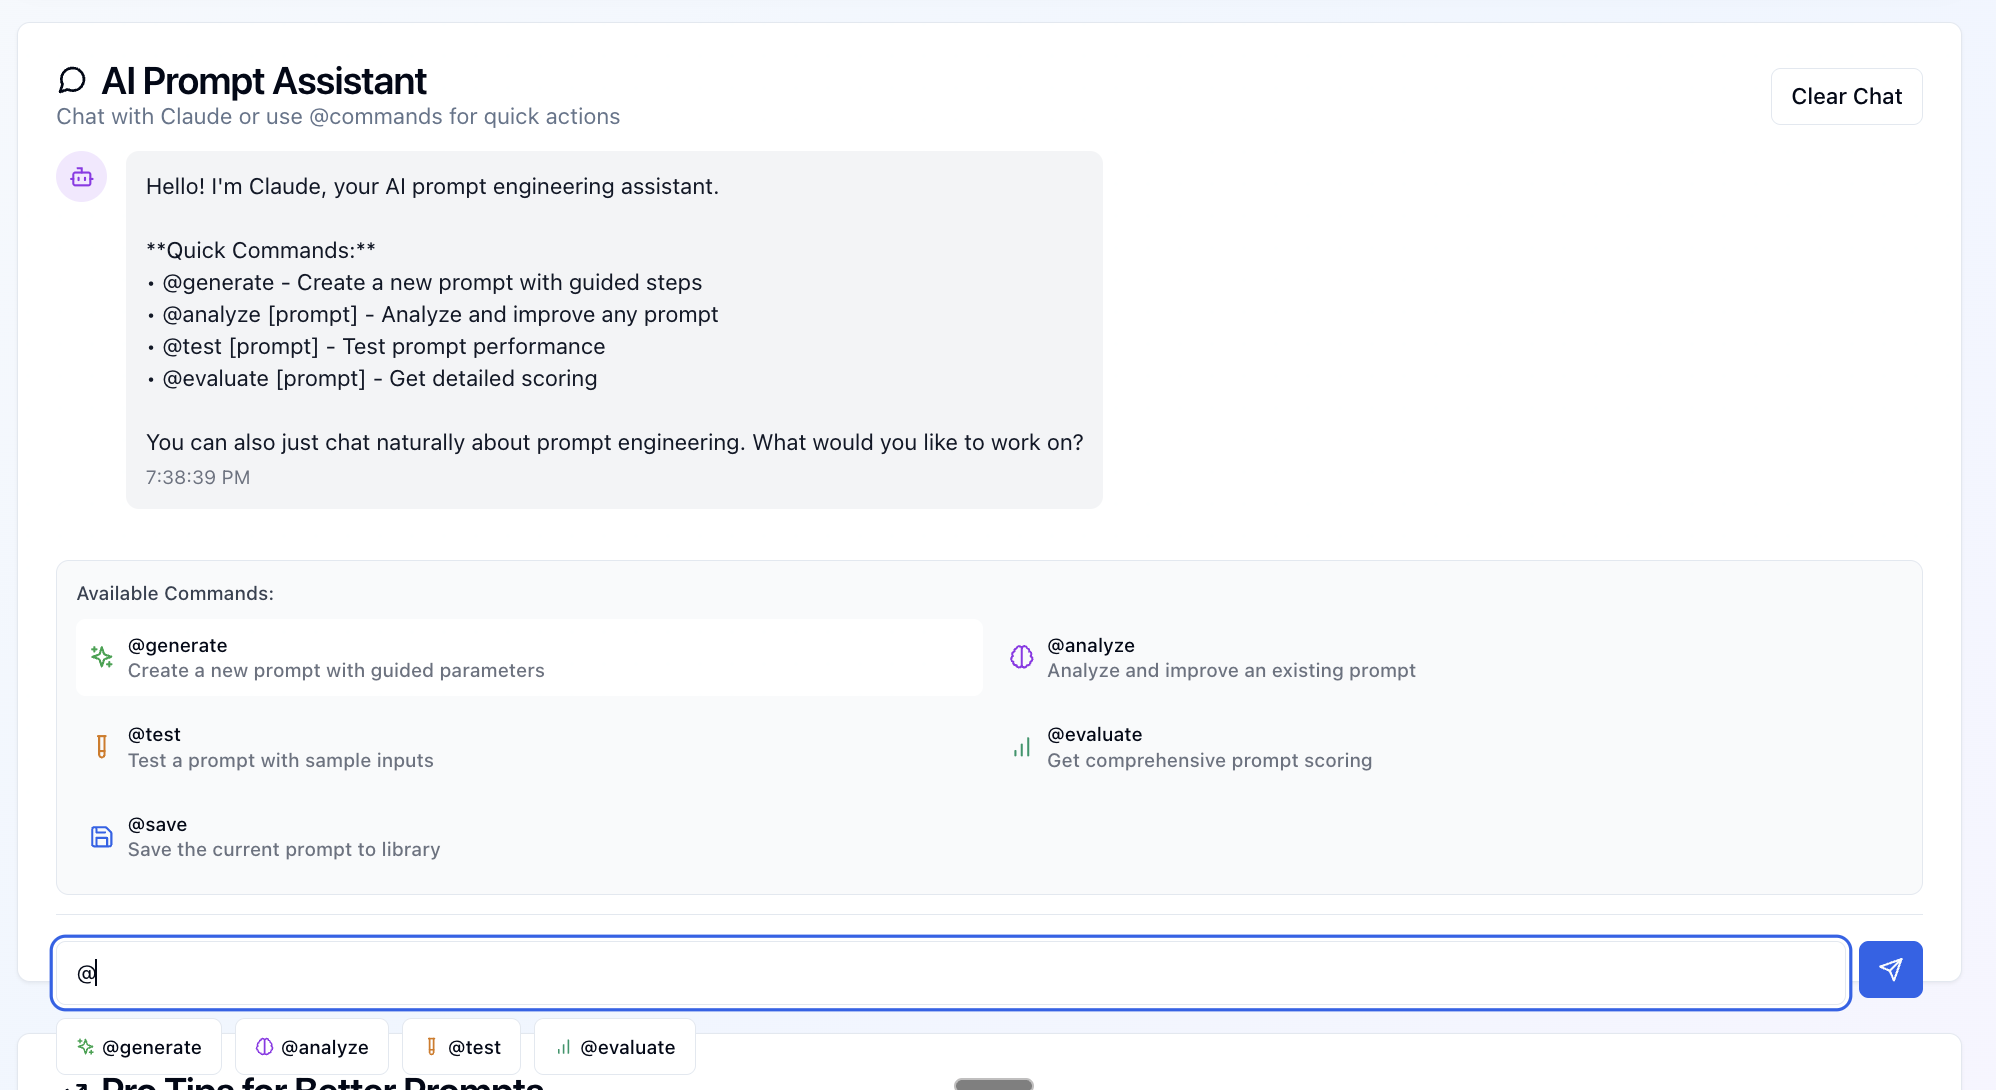 AI Prompt Assistant
Clear Chat
Chat with Claude or use @commands for quick actions
Hello! I'm Claude, your AI prompt engineering assistant.
**Quick Commands:**
• @generate - Create a new prompt with guided steps
• @analyze [prompt] - Analyze and improve any prompt
• @test [prompt] - Test prompt performance
• @evaluate [prompt] - Get detailed scoring
You can also just chat naturally about prompt engineering. What would you like to work on?
7:38:39 PM
Available Commands:
@generate
Create a new prompt with guided parameters
@analyze
Analyze and improve an existing prompt
@test
Test a prompt with sample inputs
@evaluate
Get comprehensive prompt scoring
@save
Save the current prompt to library
@
@generate
@analyze
@test
@evaluate
Pro Tips for Better Prompts